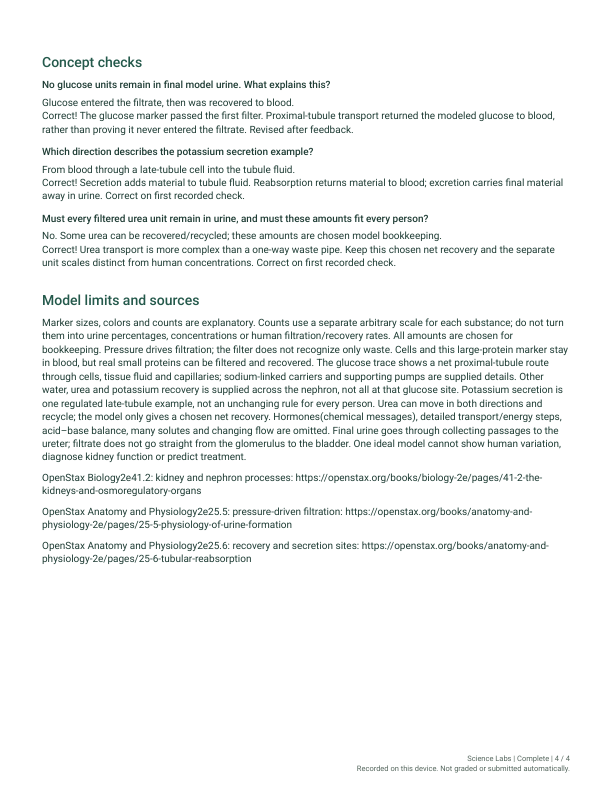 Concept checks
No glucose units remain in final model urine. What explains this?
Glucose entered the filtrate, then was recovered to blood.
Correct! The glucose marker passed the first filter. Proximal-tubule transport returned the modeled glucose to blood,
rather than proving it never entered the filtrate. Revised after feedback.
Which direction describes the potassium secretion example?
From blood through a late-tubule cell into the tubule fluid.
Correct! Secretion adds material to tubule fluid. Reabsorption returns material to blood; excretion carries final material
away in urine. Correct on first recorded check.
Must every filtered urea unit remain in urine, and must these amounts fit every person?
No. Some urea can be recovered/recycled; these amounts are chosen model bookkeeping.
Correct! Urea transport is more complex than a one-way waste pipe. Keep this chosen net recovery and the separate
unit scales distinct from human concentrations. Correct on first recorded check.
Model limits and sources
Marker sizes, colors and counts are explanatory. Counts use a separate arbitrary scale for each substance; do not turn
them into urine percentages, concentrations or human filtration/recovery rates. All amounts are chosen for
bookkeeping. Pressure drives filtration; the filter does not recognize only waste. Cells and this large-protein marker stay
in blood, but real small proteins can be filtered and recovered. The glucose trace shows a net proximal-tubule route
through cells, tissue fluid and capillaries; sodium-linked carriers and supporting pumps are supplied details. Other
water, urea and potassium recovery is supplied across the nephron, not all at that glucose site. Potassium secretion is
one regulated late-tubule example, not an unchanging rule for every person. Urea can move in both directions and
recycle; the model only gives a chosen net recovery. Hormones(chemical messages), detailed transport/energy steps,
acid–base balance, many solutes and changing flow are omitted. Final urine goes through collecting passages to the
ureter; filtrate does not go straight from the glomerulus to the bladder. One ideal model cannot show human variation,
diagnose kidney function or predict treatment.
OpenStax Biology2e41.2: kidney and nephron processes: https://openstax.org/books/biology-2e/pages/41-2-the-
kidneys-and-osmoregulatory-organs
OpenStax Anatomy and Physiology2e25.5: pressure-driven filtration: https://openstax.org/books/anatomy-and-
physiology-2e/pages/25-5-physiology-of-urine-formation
OpenStax Anatomy and Physiology2e25.6: recovery and secretion sites: https://openstax.org/books/anatomy-and-
physiology-2e/pages/25-6-tubular-reabsorption
Science Labs | Complete | 4 / 4
Recorded on this device. Not graded or submitted automatically.